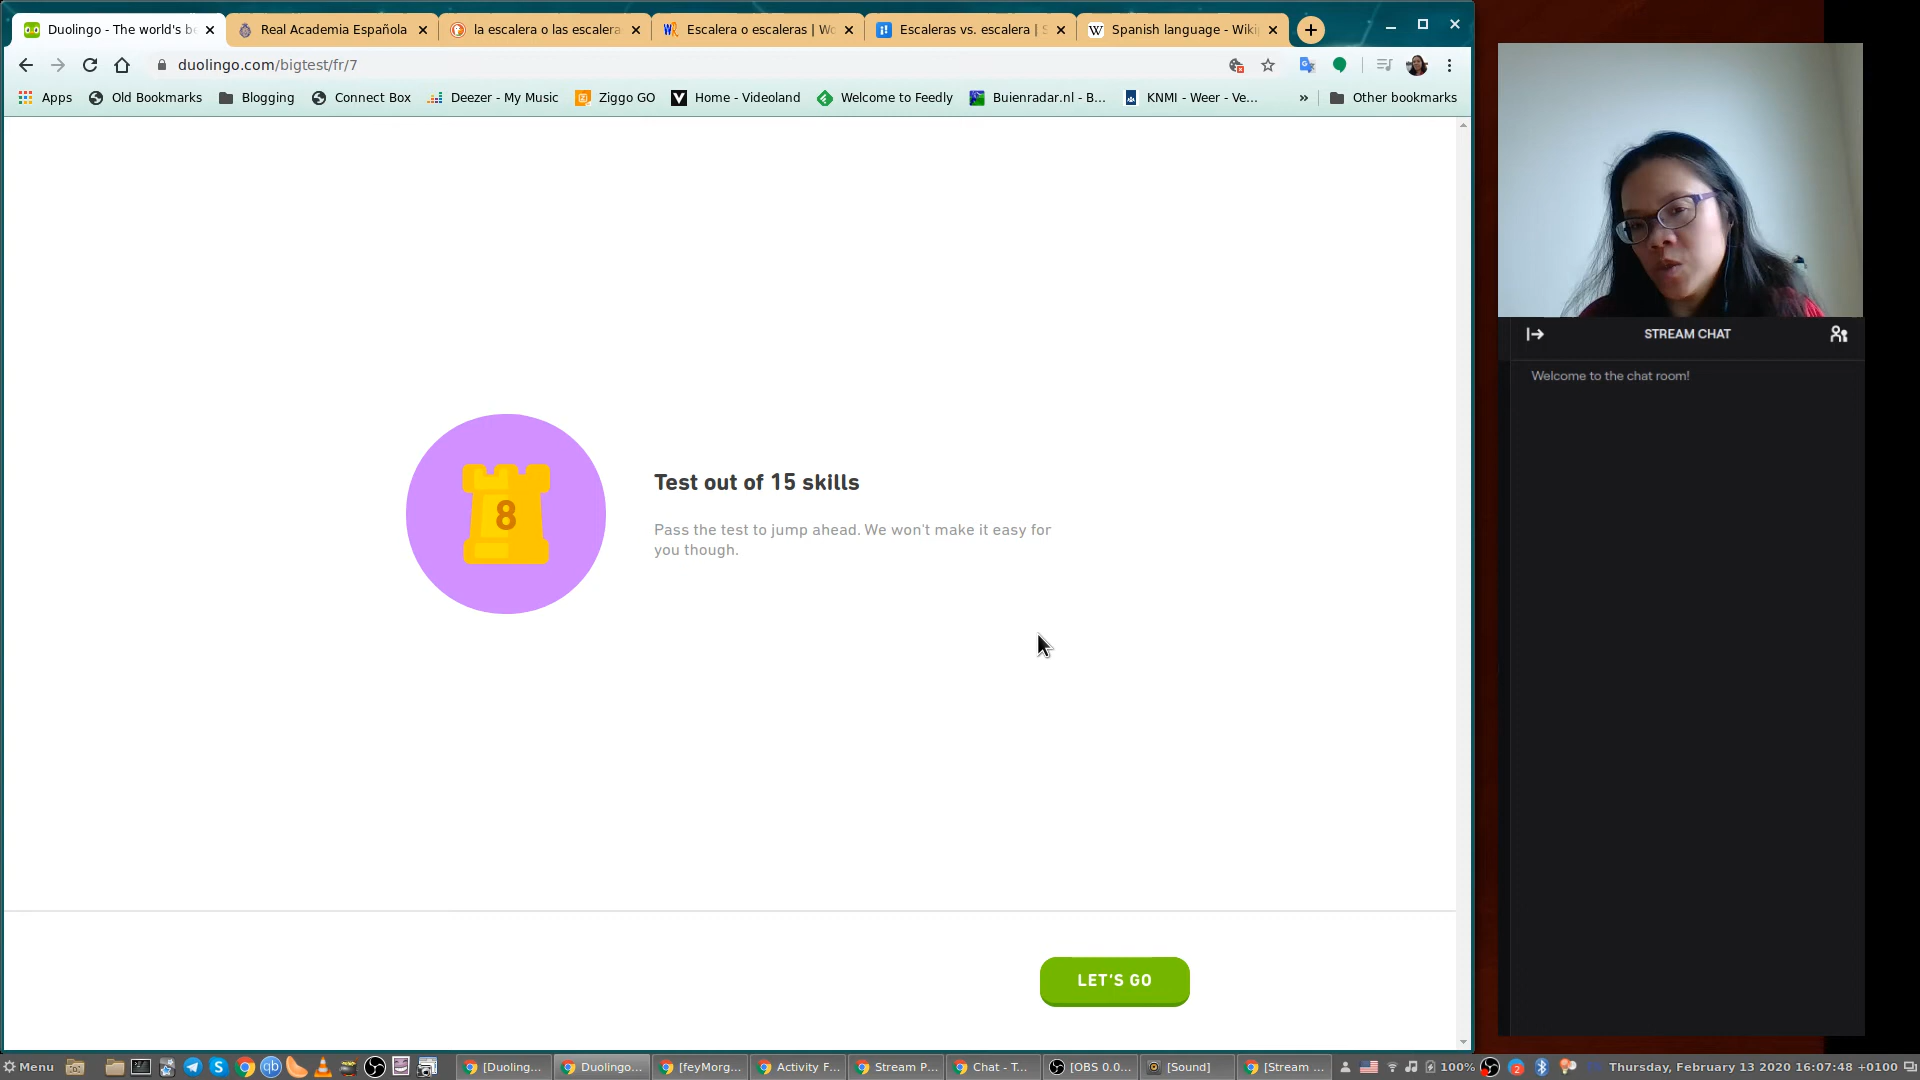 Duolingo - The world's b
Real Academia Española
la escalera o las escalera
Escalera o escaleras | Wo
Escaleras vs. escalera | S
Spanish language - Wiki
duolingo.com/bigtest/fr/7
Apps
Old Bookmarks
Blogging
Connect Box
Deezer - My Music
Ziggo GO
Home - Videoland
Welcome to Feedly
Buienradar.nl - B...
KNMI - Weer - Ve...
»
Other bookmarks
STREAM CHAT
Welcome to the chat room!
8
Test out of 15 skills
Pass the test to jump ahead. We won't make it easy for
you though.
LET'S GO
Menu
[Duoling...
Duolingo...
[feyMorg...
Activity F...
Stream P...
Chat - T...
[OBS 0.0...
[Sound]
[Stream ...
100%
2
Thursday, February 13 2020 16:07:48 +0100